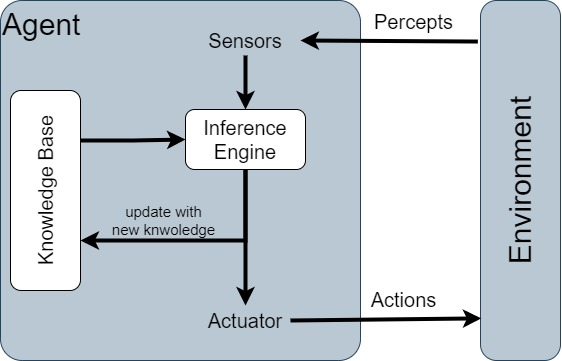 Agent
Sensors
Percepts
Knowledge Base
Inference
Engine
update with
new knwoledge
Actuator
Actions
Environment